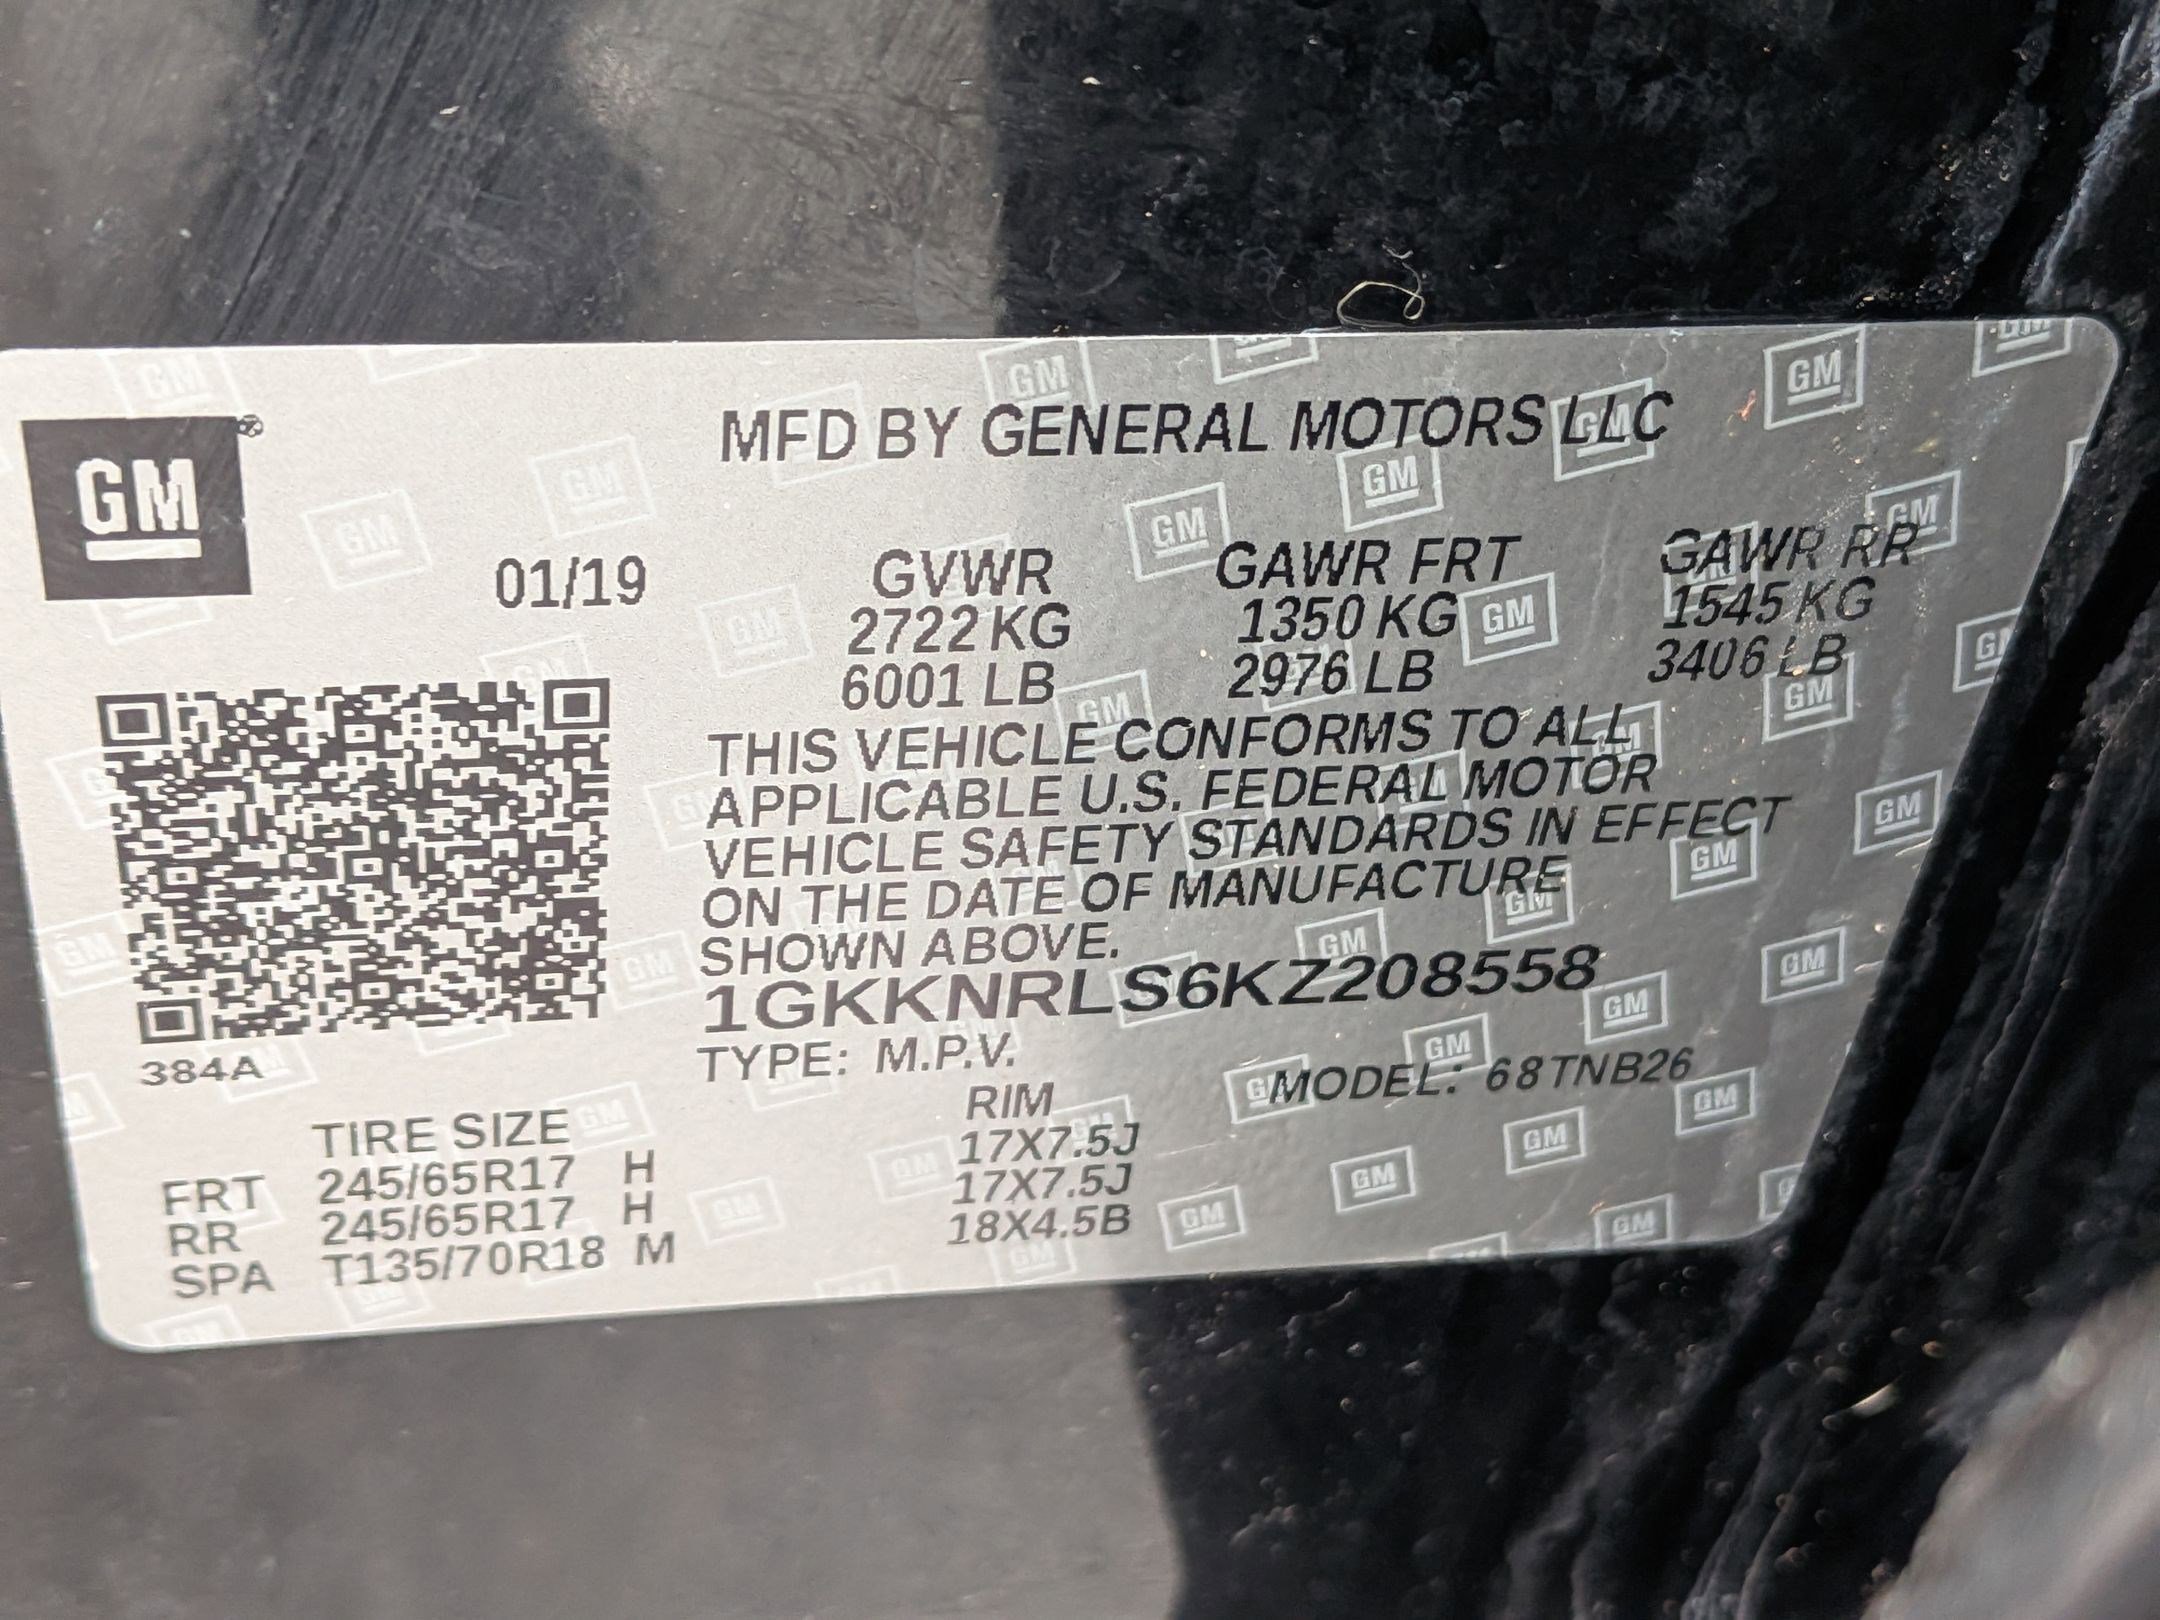 GM
MFD BY GENERAL MOTORS LLC
01/19 GVWR GAWR FRT GAWR RR
2722 KG 1350 KG 1545 KG
6001 LB 2976 LB 3406 LB
THIS VEHICLE CONFORMS TO ALL
APPLICABLE U.S. FEDERAL MOTOR
VEHICLE SAFETY STANDARDS IN EFFECT
ON THE DATE OF MANUFACTURE
SHOWN ABOVE.
1GKKNRLS6KZ208558
384A TYPE: M.P.V. MODEL: 68TNB26
TIRE SIZE RIM
FRT 245/65R17 H 17X7.5J
RR 245/65R17 H 17X7.5J
SPA T135/70R18 M 18X4.5B